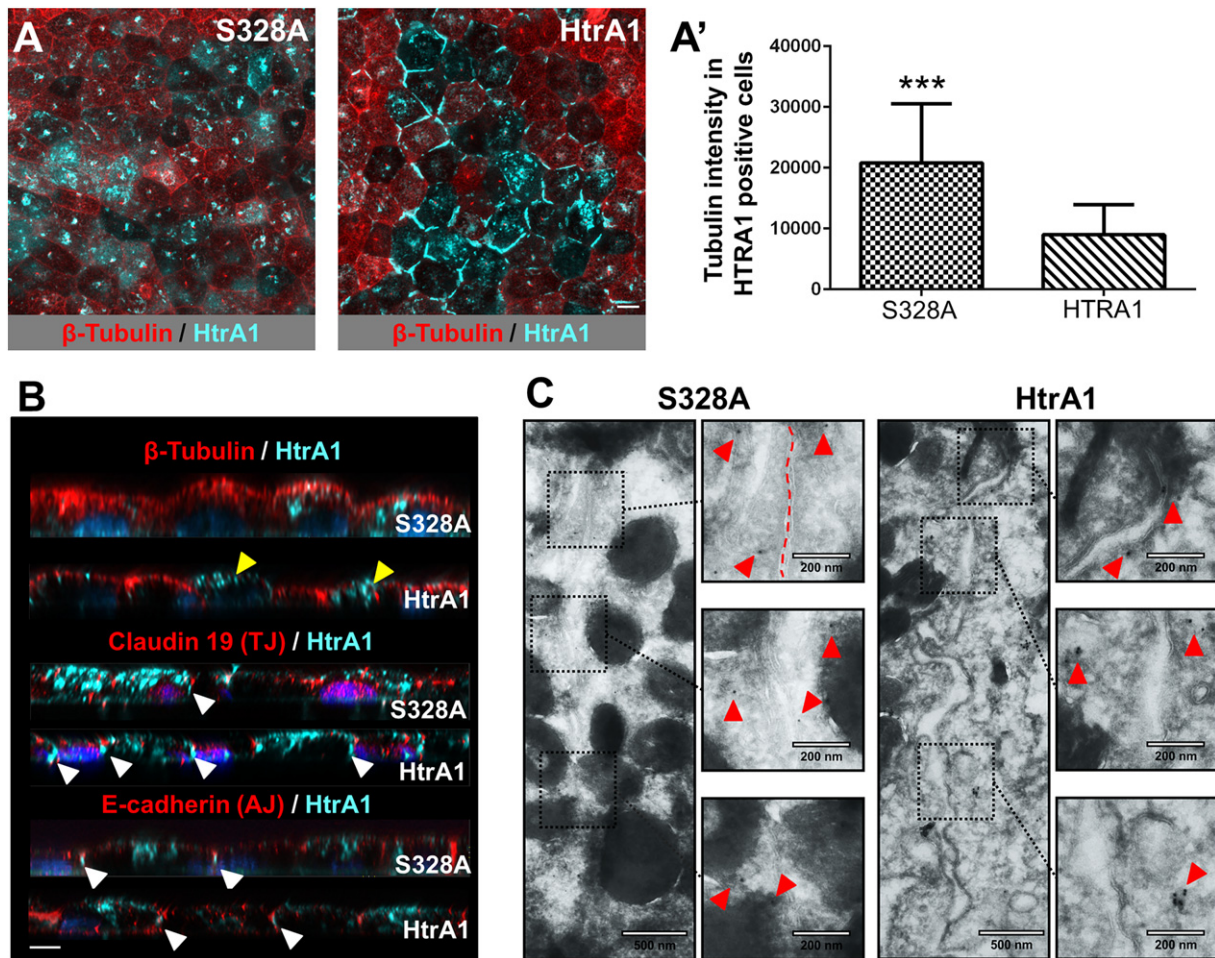 A
S328A
HtrA1
β-Tubulin / HtrA1
β-Tubulin / HtrA1
A'
Tubulin intensity in
HTRA1 positive cells
40000
30000
20000
10000
0
***
S328A
HTRA1
B
β-Tubulin / HtrA1
S328A
HtrA1
Claudin 19 (TJ) / HtrA1
S328A
HtrA1
E-cadherin (AJ) / HtrA1
S328A
HtrA1
C
S328A
HtrA1
200 nm
200 nm
200 nm
200 nm
500 nm
200 nm
500 nm
200 nm